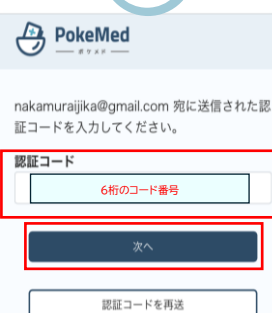 PokeMed
ポケメド
nakamuraijika@gmail.com 宛に送信された認
証コードを入力してください。
認証コード
6桁のコード番号
次へ
認証コードを再送